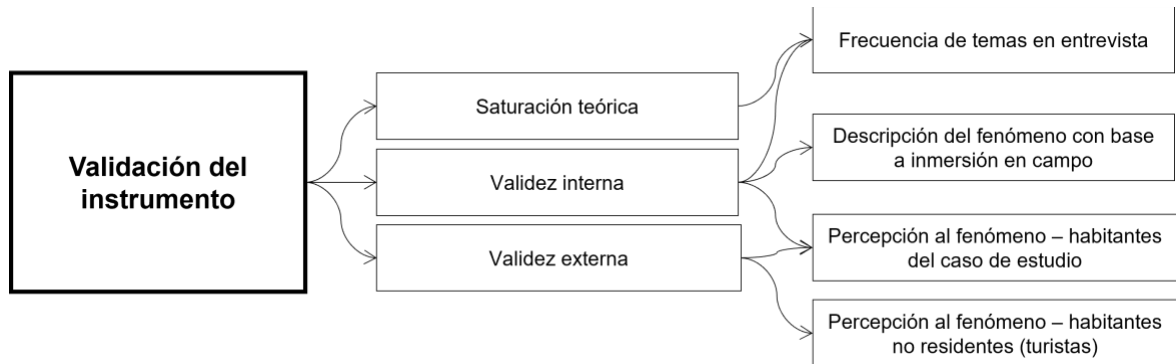 Validación del
instrumento
Saturación teórica
Validez interna
Validez externa
Frecuencia de temas en entrevista
Descripción del fenómeno con base
a inmersión en campo
Percepción al fenómeno – habitantes
del caso de estudio
Percepción al fenómeno – habitantes
no residentes (turistas)